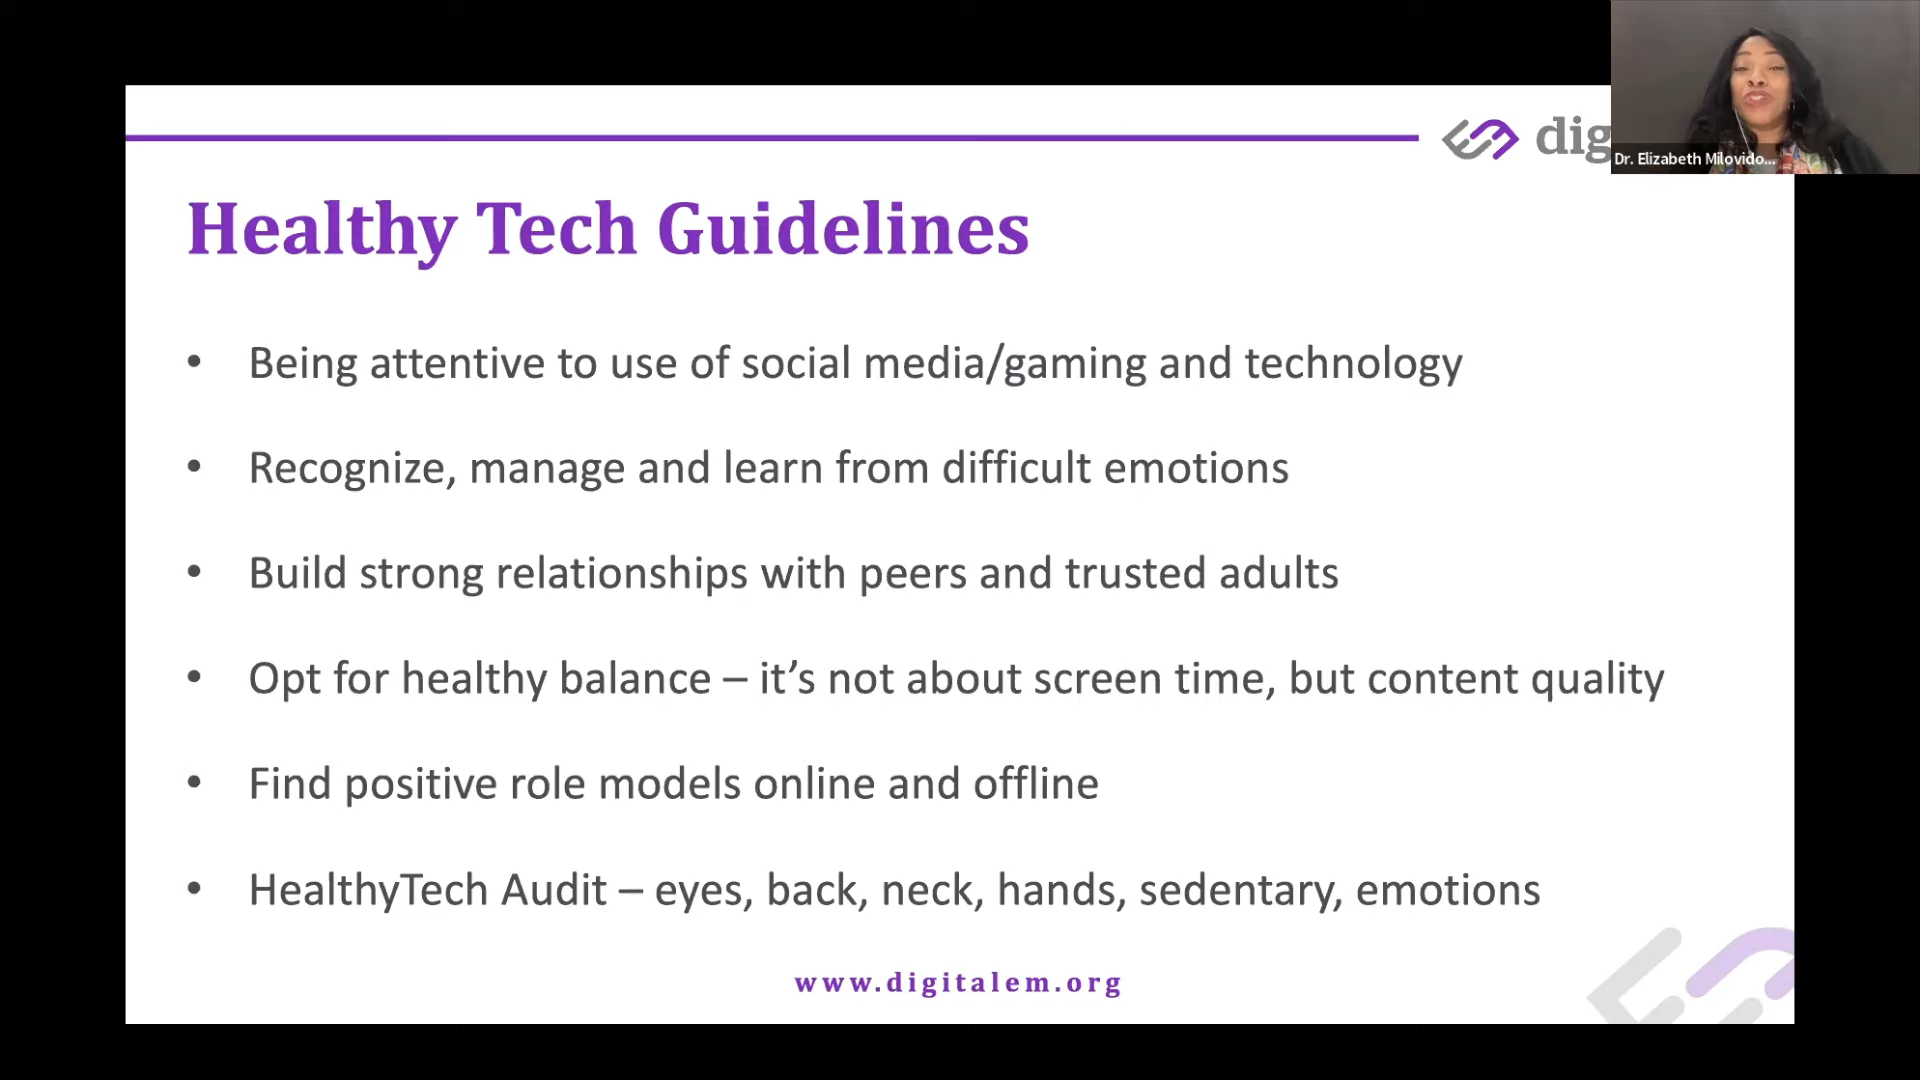 dig
Dr. Elizabeth Milovido...
Healthy Tech Guidelines
• Being attentive to use of social media/gaming and technology
• Recognize, manage and learn from difficult emotions
• Build strong relationships with peers and trusted adults
• Opt for healthy balance – it’s not about screen time, but content quality
• Find positive role models online and offline
• HealthyTech Audit – eyes, back, neck, hands, sedentary, emotions
www.digitalem.org